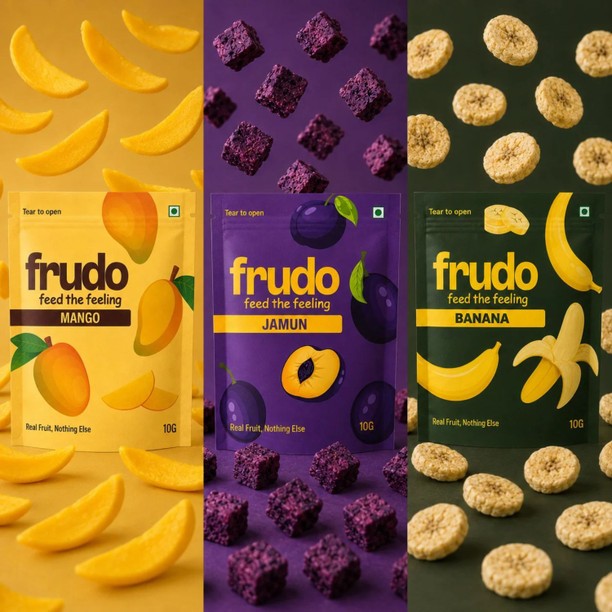 Tear to open
frudo
feed the feeling
MANGO
Real Fruit, Nothing Else
10G
Tear to open
frudo
feed the feeling
JAMUN
Real Fruit, Nothing Else
10G
Tear to open
frudo
feed the feeling
BANANA
Real Fruit, Nothing Else
10G